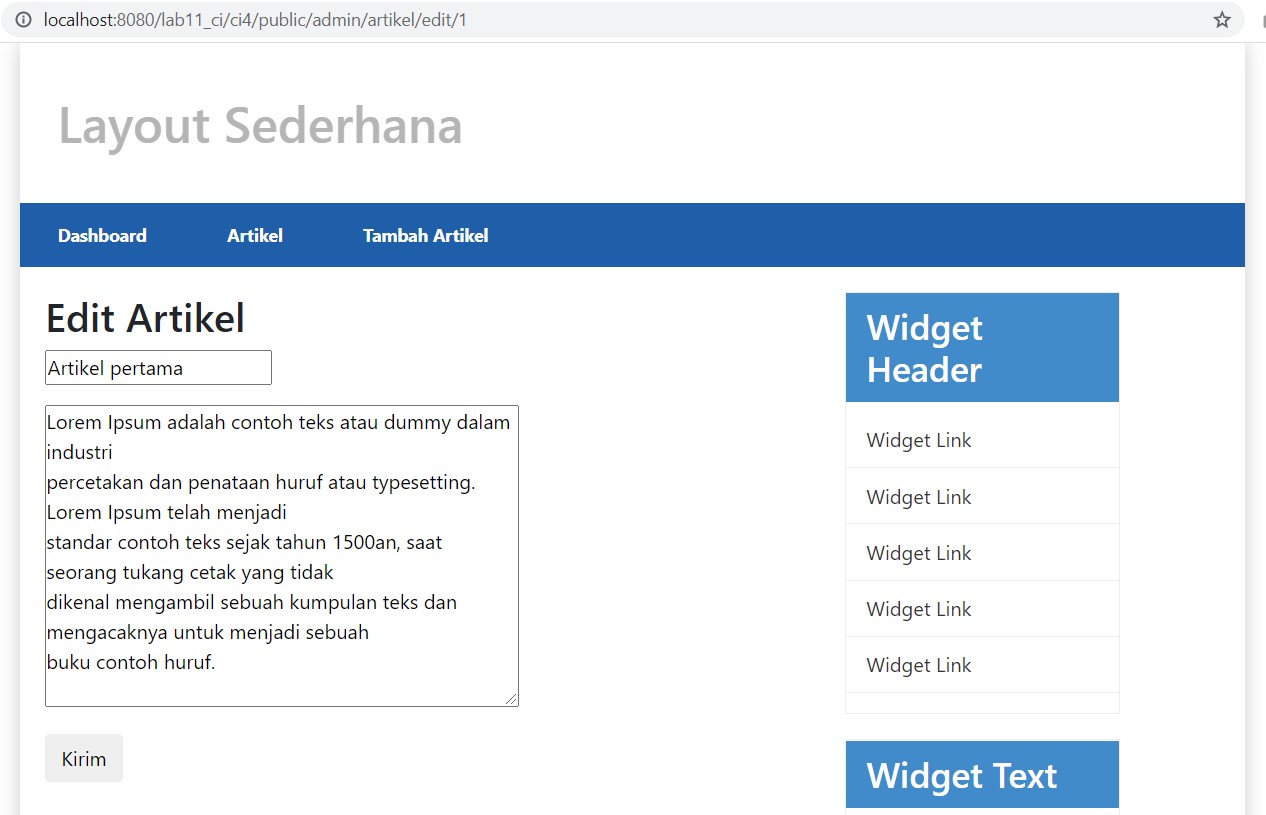 localhost:8080/lab11_ci/ci4/public/admin/artikel/edit/1
Layout Sederhana
Dashboard Artikel Tambah Artikel
Edit Artikel
Artikel pertama
Lorem Ipsum adalah contoh teks atau dummy dalam
industri
percetakan dan penataan huruf atau typesetting.
Lorem Ipsum telah menjadi
standar contoh teks sejak tahun 1500an, saat
seorang tukang cetak yang tidak
dikenal mengambil sebuah kumpulan teks dan
mengacaknya untuk menjadi sebuah
buku contoh huruf.
Kirim
Widget
Header
Widget Link
Widget Link
Widget Link
Widget Link
Widget Link
Widget Text